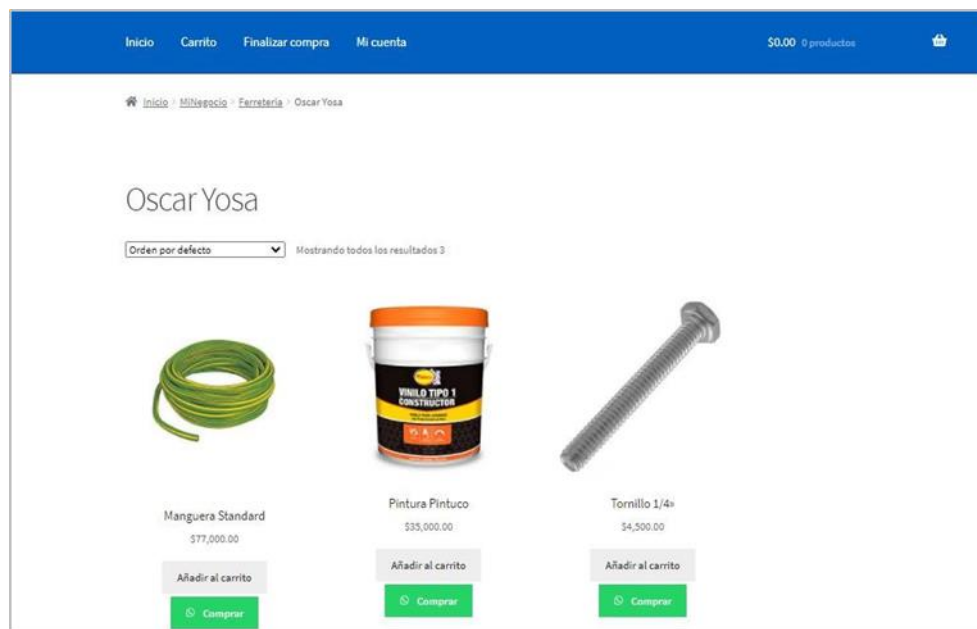 Inicio Carrito Finalizar compra Mi cuenta $0.00 0 productos
Inicio > MiNegocio > Ferretería > Oscar Yosa
Oscar Yosa
Orden por defecto Mostrando todos los resultados 3
VINILO TIPO 1
CONSTRUCTOR
Manguera Standard
$77,000.00
Añadir al carrito
Comprar
Pintura Pintuco
$35,000.00
Añadir al carrito
Comprar
Tornillo 1/4»
$4,500.00
Añadir al carrito
Comprar